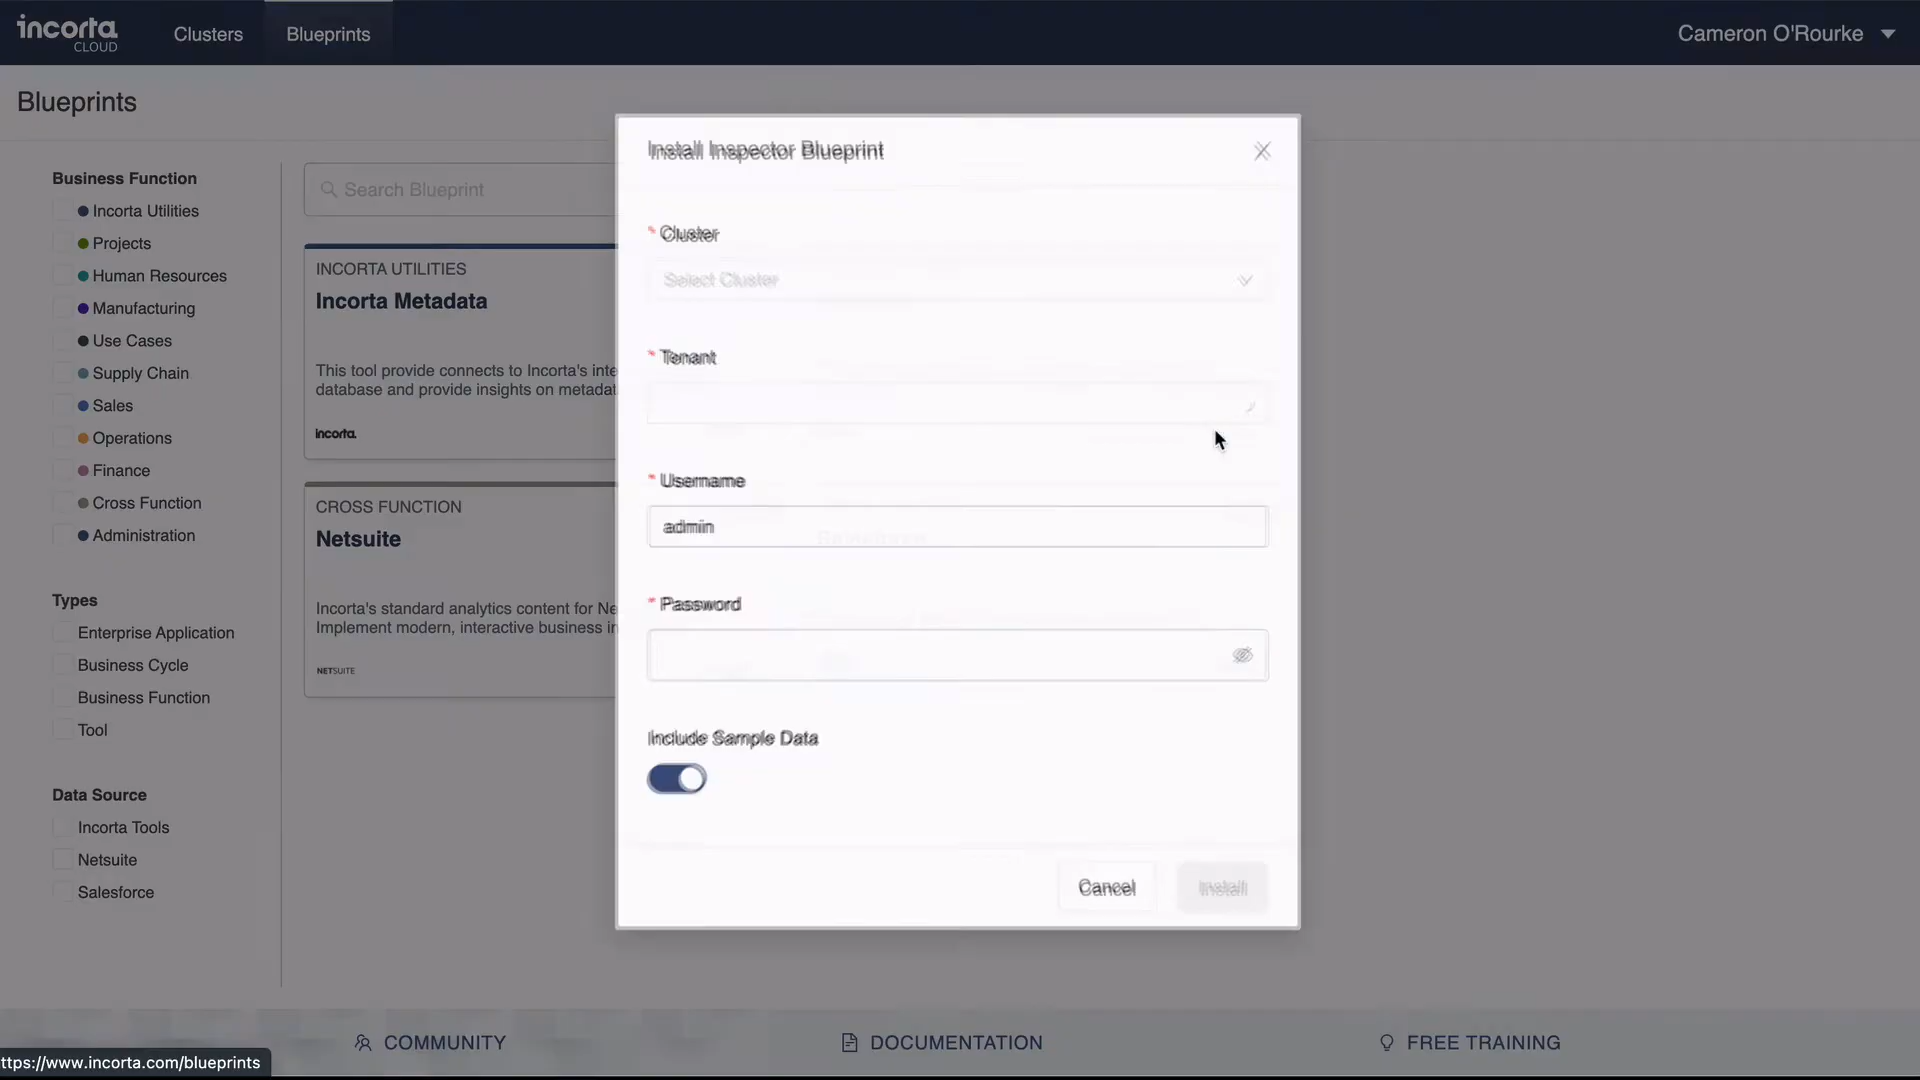 incorta
CLOUD
Clusters
Blueprints
Cameron O'Rourke
Blueprints
Business Function
Incorta Utilities
Projects
Human Resources
Manufacturing
Use Cases
Supply Chain
Sales
Operations
Finance
Cross Function
Administration
Types
Enterprise Application
Business Cycle
Business Function
Tool
Data Source
Incorta Tools
Netsuite
Salesforce
Search Blueprint
INCORTA UTILITIES
Incorta Metadata
This tool provide connects to Incorta's inte
database and provide insights on metadat
incorta.
CROSS FUNCTION
Netsuite
Incorta's standard analytics content for Ne
Implement modern, interactive business in
NETSUITE
Install Inspector Blueprint
* Cluster
Select Cluster
* Tenant
* Username
admin
* Password
Include Sample Data
Cancel
Install
COMMUNITY
DOCUMENTATION
FREE TRAINING
ttps://www.incorta.com/blueprints